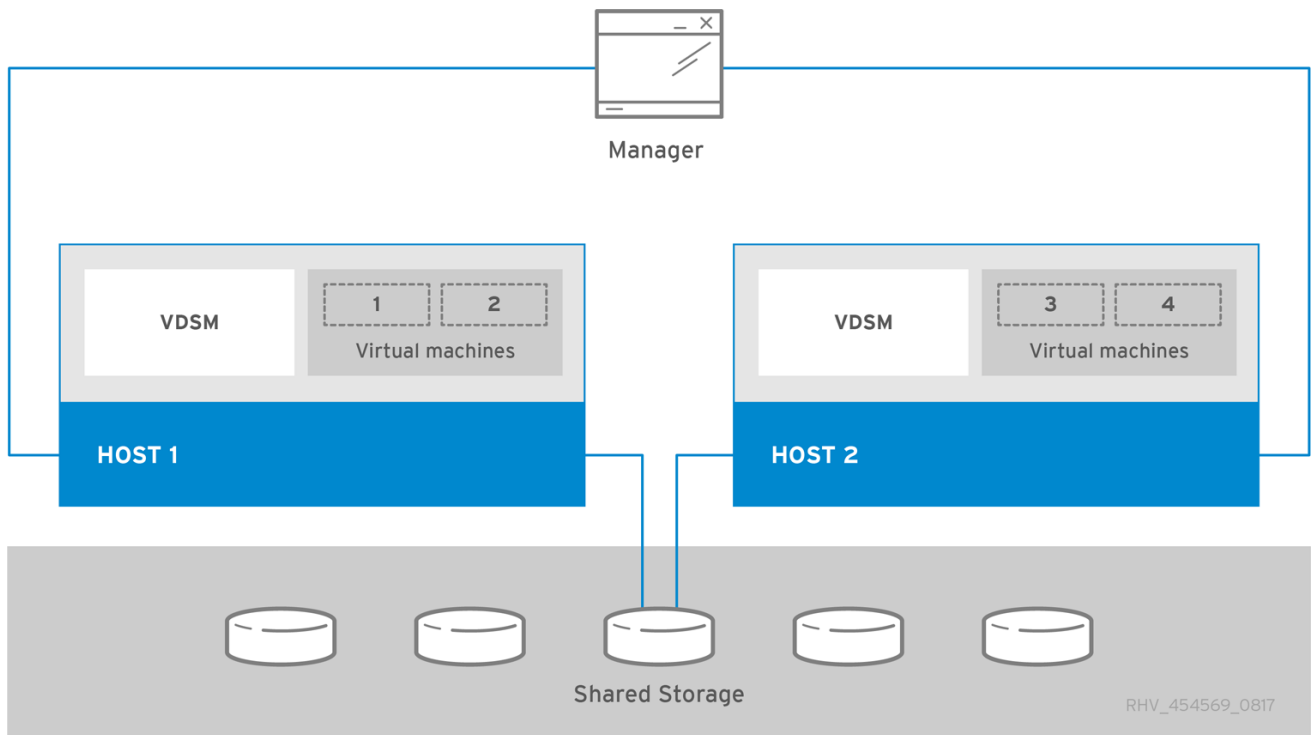 Manager
VDSM
1 2
Virtual machines
HOST 1
VDSM
3 4
Virtual machines
HOST 2
Shared Storage
RHV_454569_0817